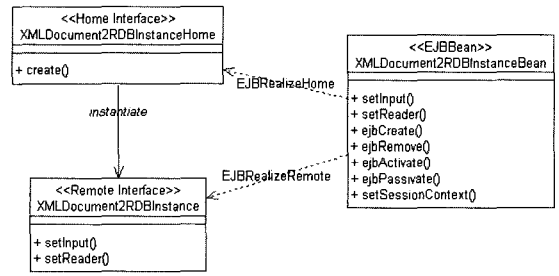 <<Home Interface>>
XMLDocument2RDBInstanceHome
+ create()
EJBRealizeHome
instantiate
<<EJBBean>>
XMLDocument2RDBInstanceBean
+ setInput()
+ setReader()
+ ejbCreate()
+ ejbRemove()
+ ejbActivate()
+ ejbPassivate()
+ setSessionContext()
EJBRealizeRemote
<<Remote Interface>>
XMLDocument2RDBInstance
+ setInput()
+ setReader()